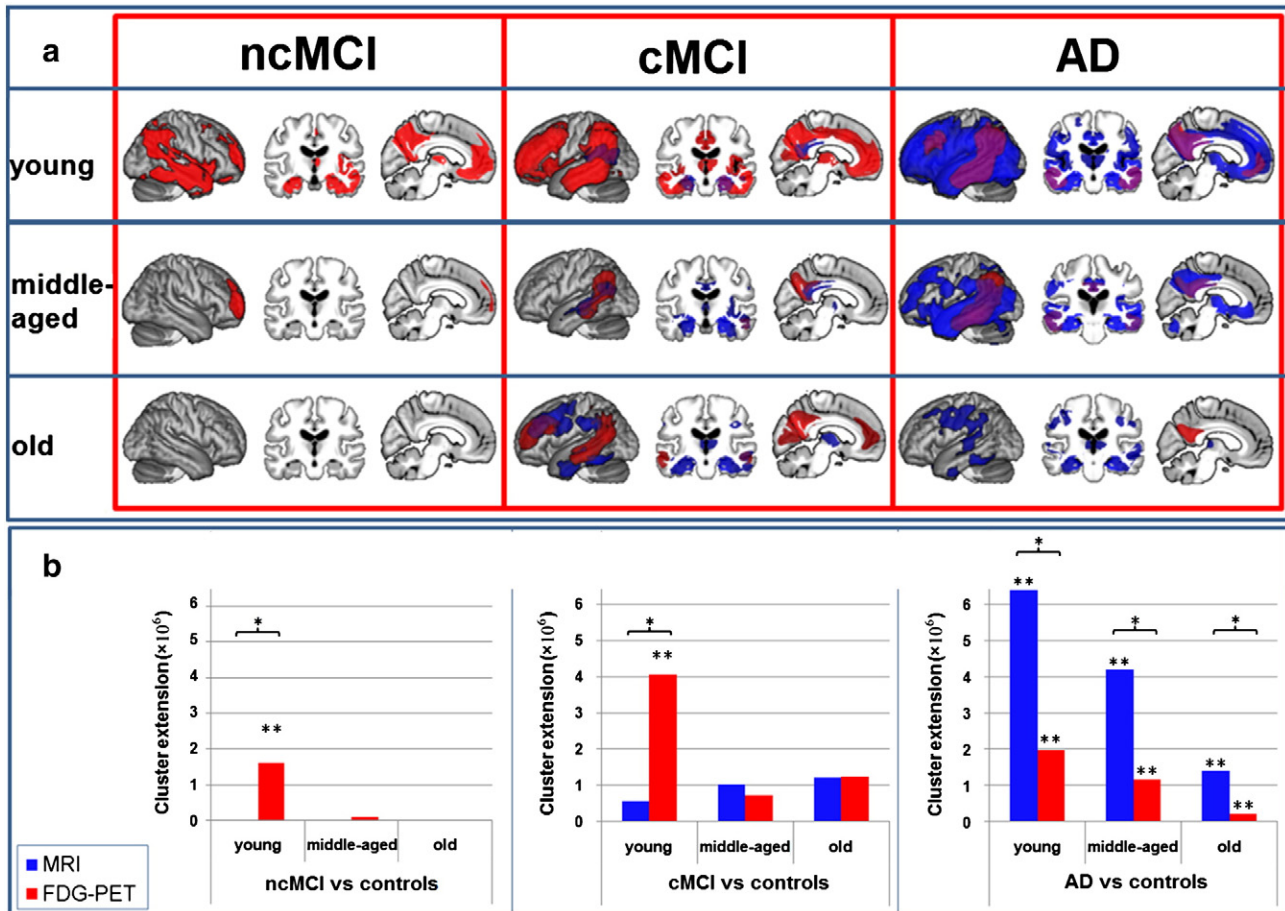 a
ncMCI cMCI AD
young
middle-
aged
old
b
Cluster extension (×10⁶)
6
5
4
3
2
1
0
*
**
young middle-aged old
ncMCI vs controls
Cluster extension (×10⁶)
6
5
4
3
2
1
0
*
**
young middle-aged old
cMCI vs controls
Cluster extension (×10⁶)
6
5
4
3
2
1
0
*
**
**
*
**
**
*
**
**
young middle-aged old
AD vs controls
MRI
FDG-PET